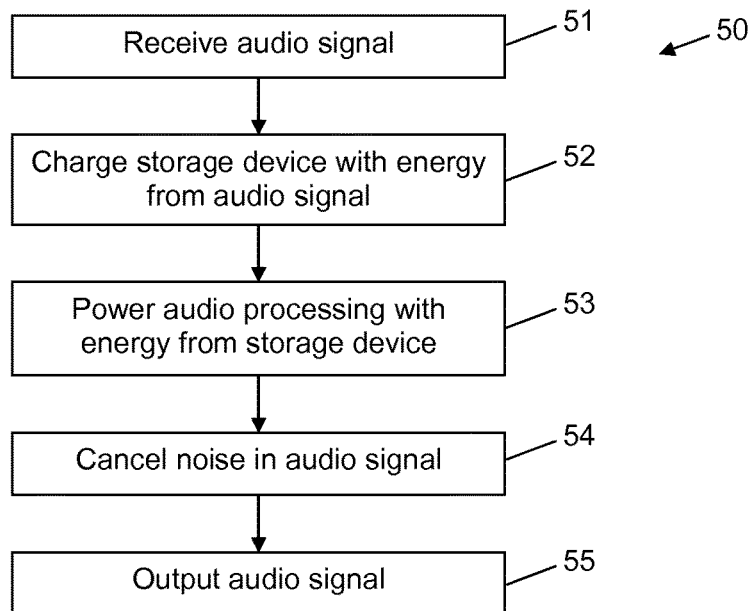 Receive audio signal
51
50
Charge storage device with energy
from audio signal
52
Power audio processing with
energy from storage device
53
Cancel noise in audio signal
54
Output audio signal
55